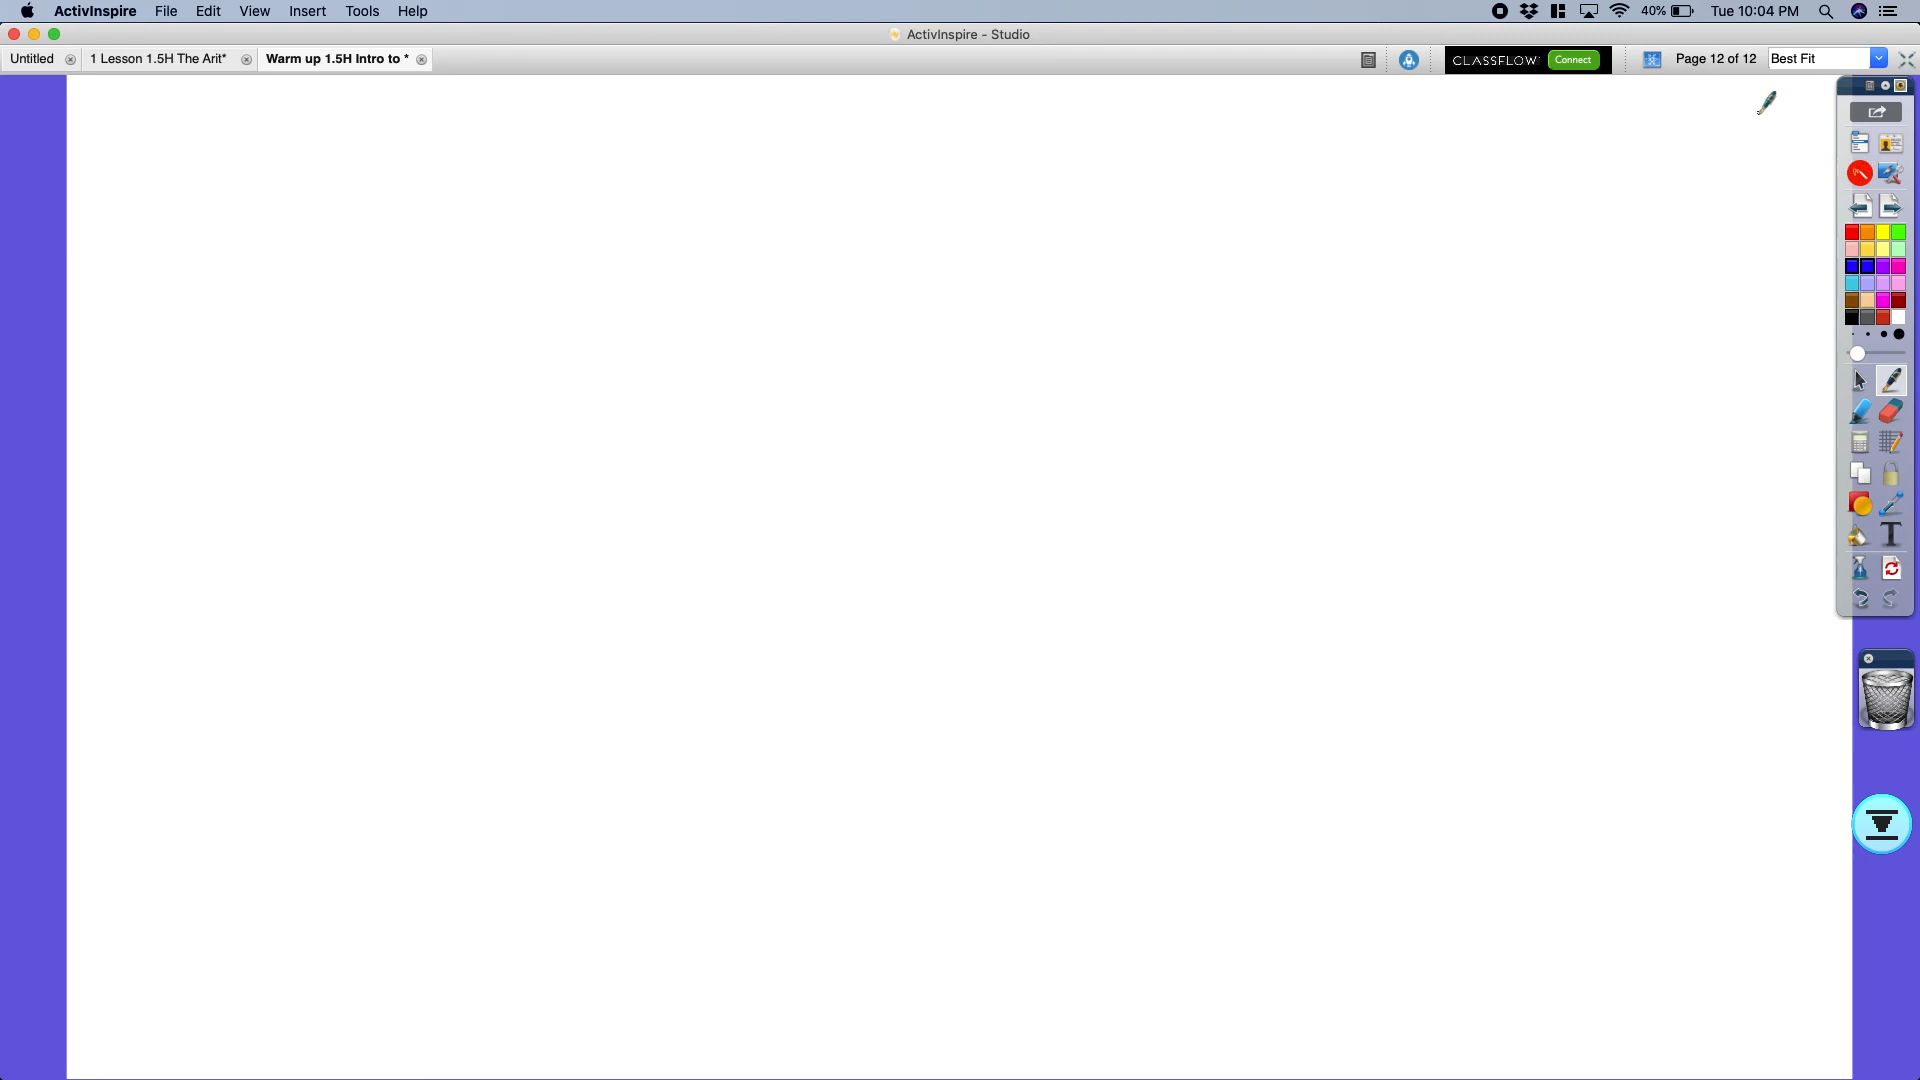 ActivInspire File Edit View Insert Tools Help 40% Tue 10:04 PM
ActivInspire - Studio
Untitled 1 Lesson 1.5H The Arit* Warm up 1.5H Intro to * CLASSFLOW Connect Page 12 of 12 Best Fit
T